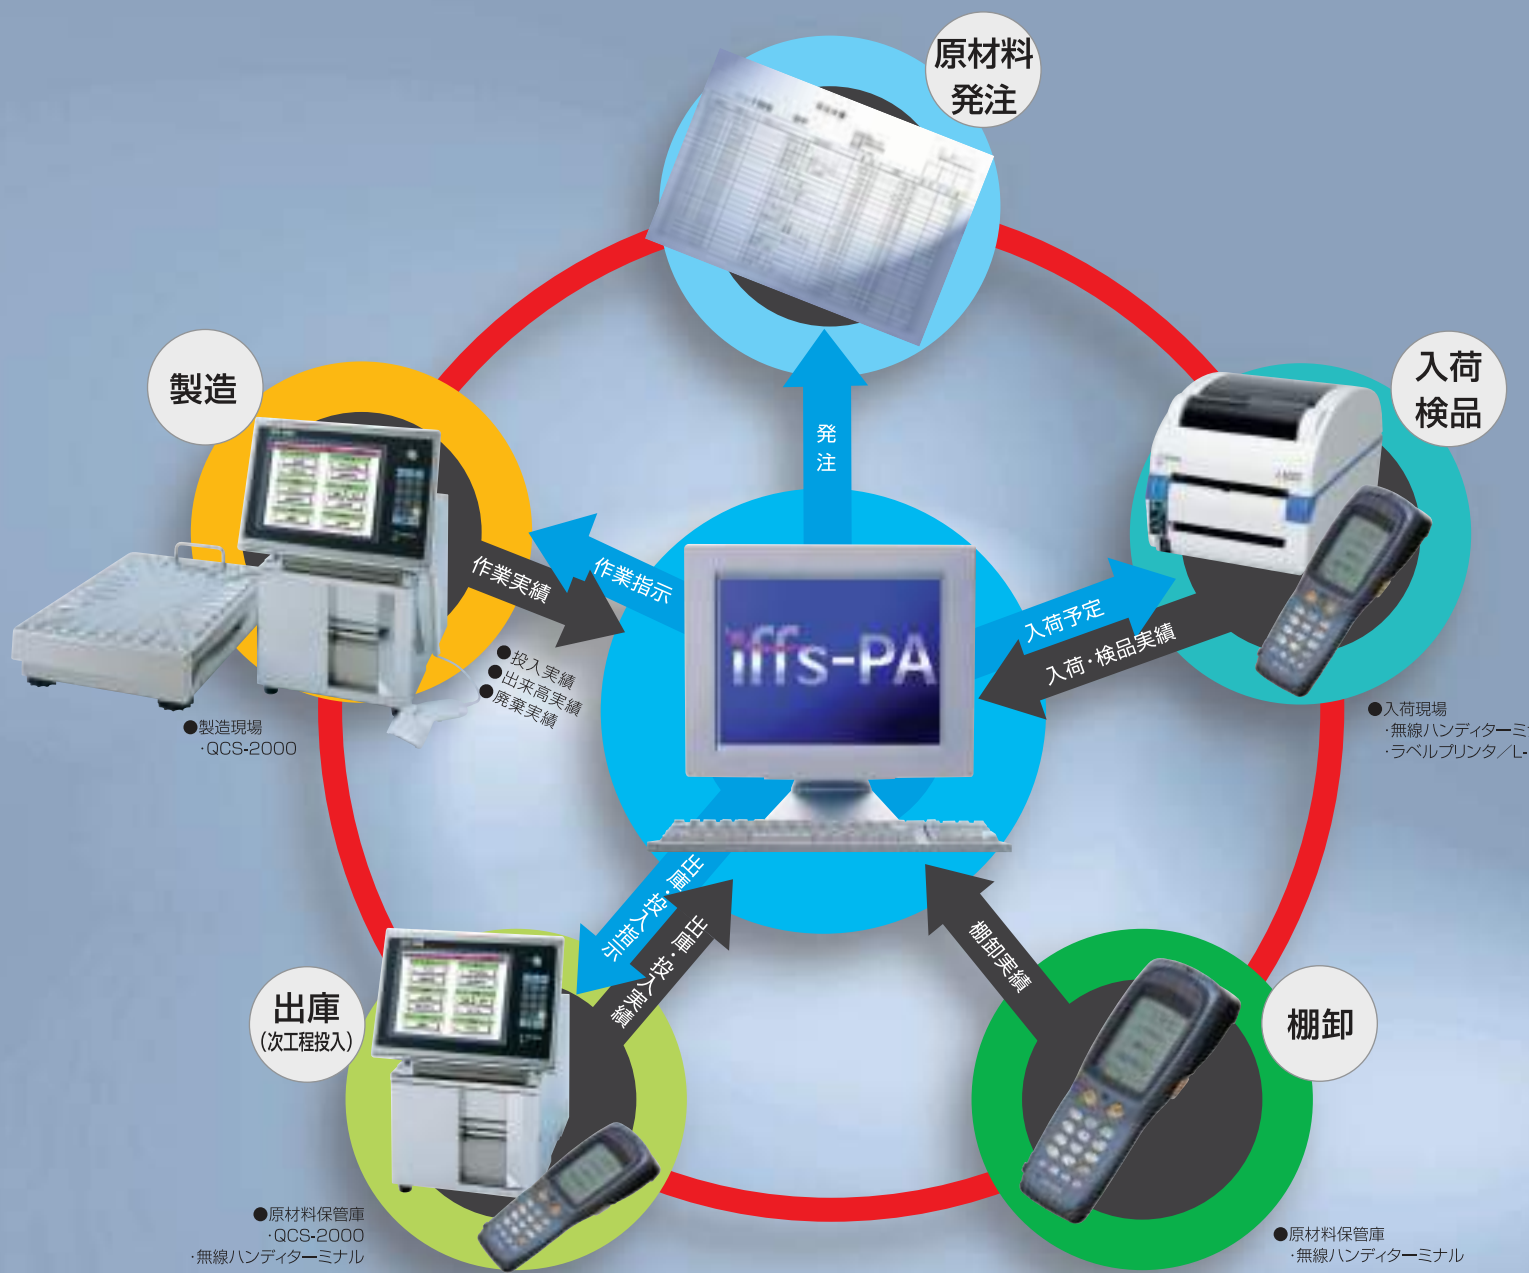 原材料
発注
製造
入荷
検品
発
注
作業指示
作業実績
入荷予定
入荷・検品実績
iffs-PA
●投入実績
●出来高実績
●廃棄実績
●製造現場
・QCS-2000
●入荷現場
・無線ハンディターミ
・ラベルプリンタ／L-
出庫・投入指示
出庫・投入実績
棚卸実績
出庫
(次工程投入)
棚卸
●原材料保管庫
・QCS-2000
・無線ハンディターミナル
●原材料保管庫
・無線ハンディターミナル